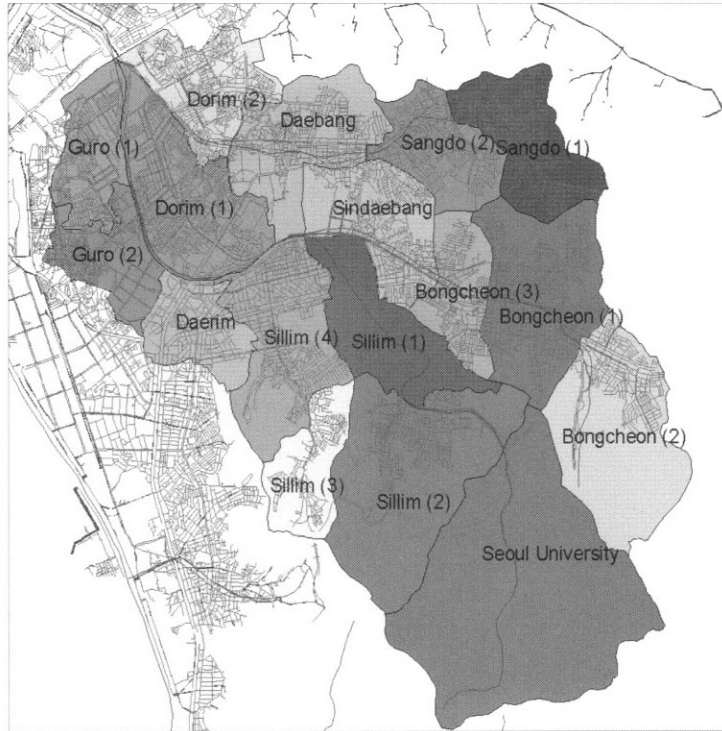 Dorim (2)
Daebang
Guro (1)
Sangdo (2)
Sangdo (1)
Dorim (1)
Sindaebang
Guro (2)
Bongcheon (3)
Daerim
Sillim (4)
Sillim (1)
Bongcheon (1)
Bongcheon (2)
Sillim (3)
Sillim (2)
Seoul University